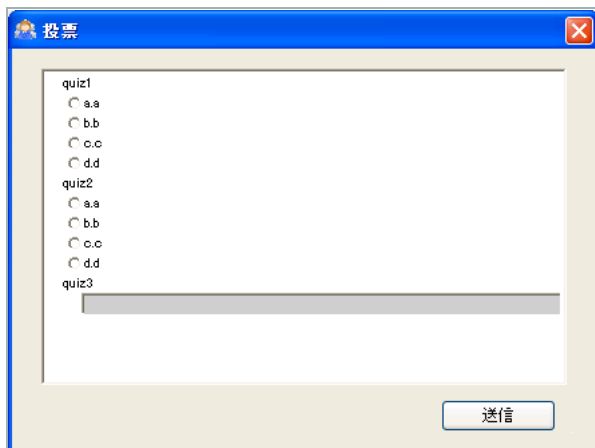 投票
quiz1
a.a
b.b
c.c
d.d
quiz2
a.a
b.b
c.c
d.d
quiz3
送信